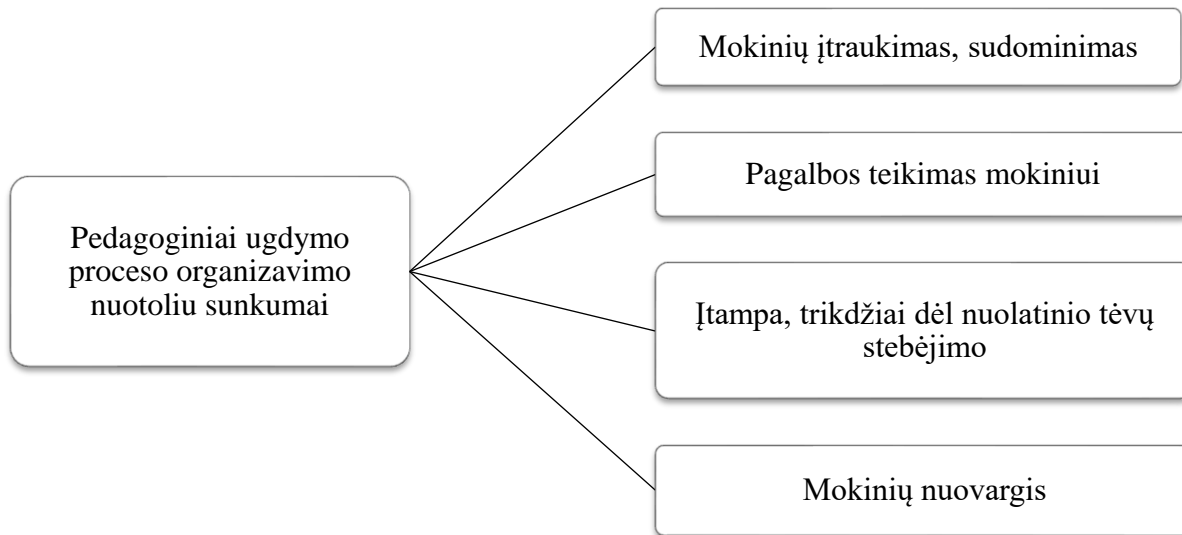 Pedagoginiai ugdymo
proceso organizavimo
nuotoliu sunkumai
Mokinių įtraukimas, sudominimas
Pagalbos teikimas mokiniui
Įtampa, trikdžiai dėl nuolatinio tėvų
stebėjimo
Mokinių nuovargis